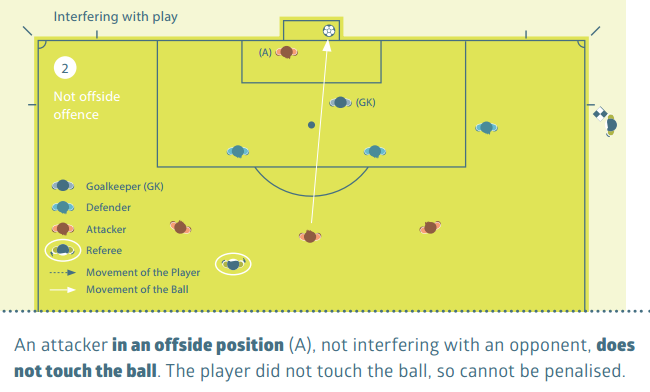 Interfering with play
(A)
2
(GK)
Not offside
offence
Goalkeeper (GK)
Defender
Attacker
Referee
Movement of the Player
Movement of the Ball
An attacker in an offside position (A), not interfering with an opponent, does
not touch the ball. The player did not touch the ball, so cannot be penalised.